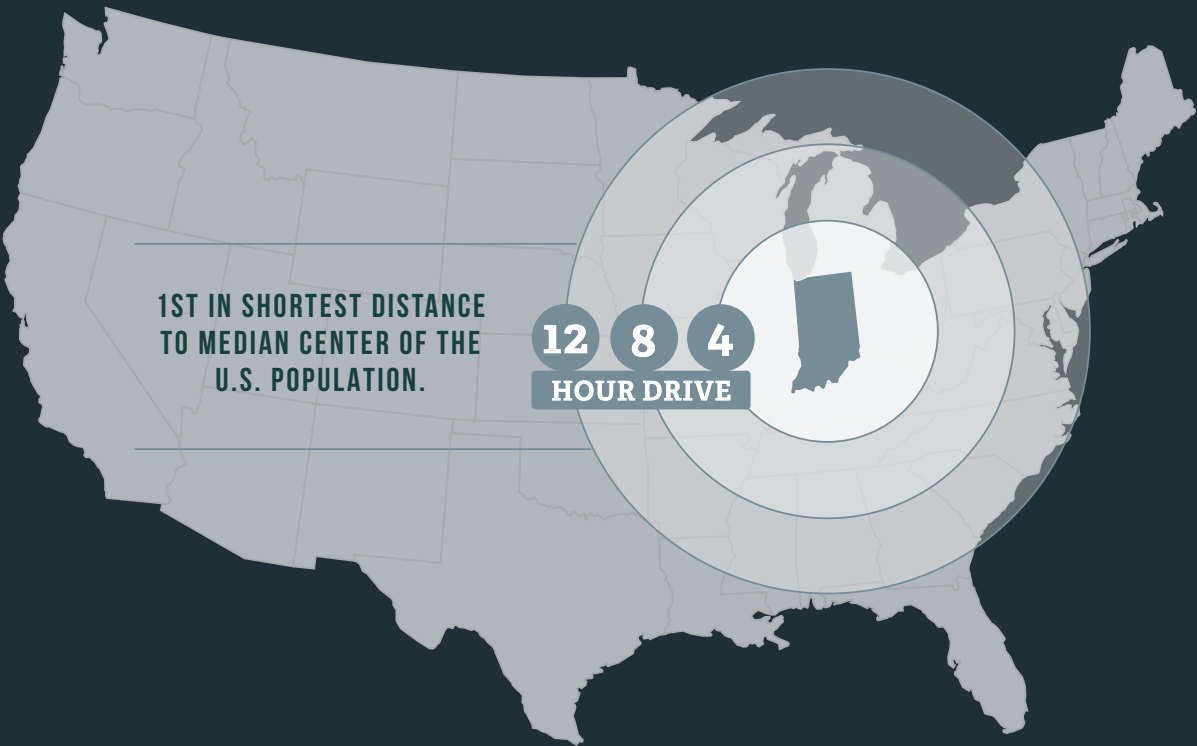 1ST IN SHORTEST DISTANCE
TO MEDIAN CENTER OF THE
U.S. POPULATION.
12 8 4
HOUR DRIVE